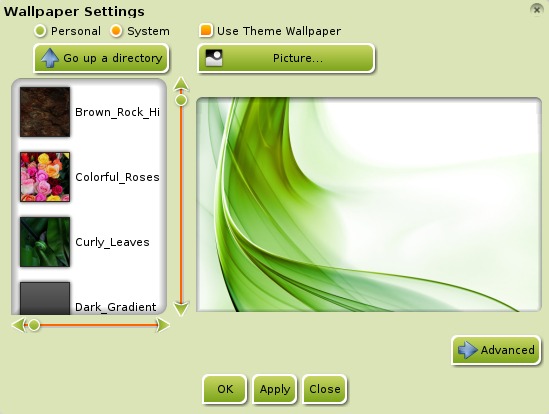 Wallpaper Settings
Personal
System
Use Theme Wallpaper
Go up a directory
Picture...
Brown_Rock_Hi
Colorful_Roses
Curly_Leaves
Dark_Gradient
Advanced
OK
Apply
Close